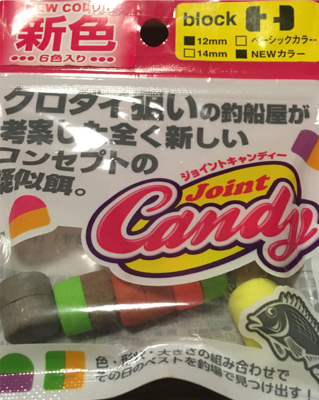 NEW COLOR
新色
6色入り
block
■12mm □ベーシックカラー
□14mm ■NEWカラー
クロダイ狙いの釣船屋が
考案した全く新しい
コンセプトの
疑似餌。
ジョイントキャンディー
Joint
Candy
色・形状・大きさの組み合わせで
その日のベストを釣場で見つけ出す!